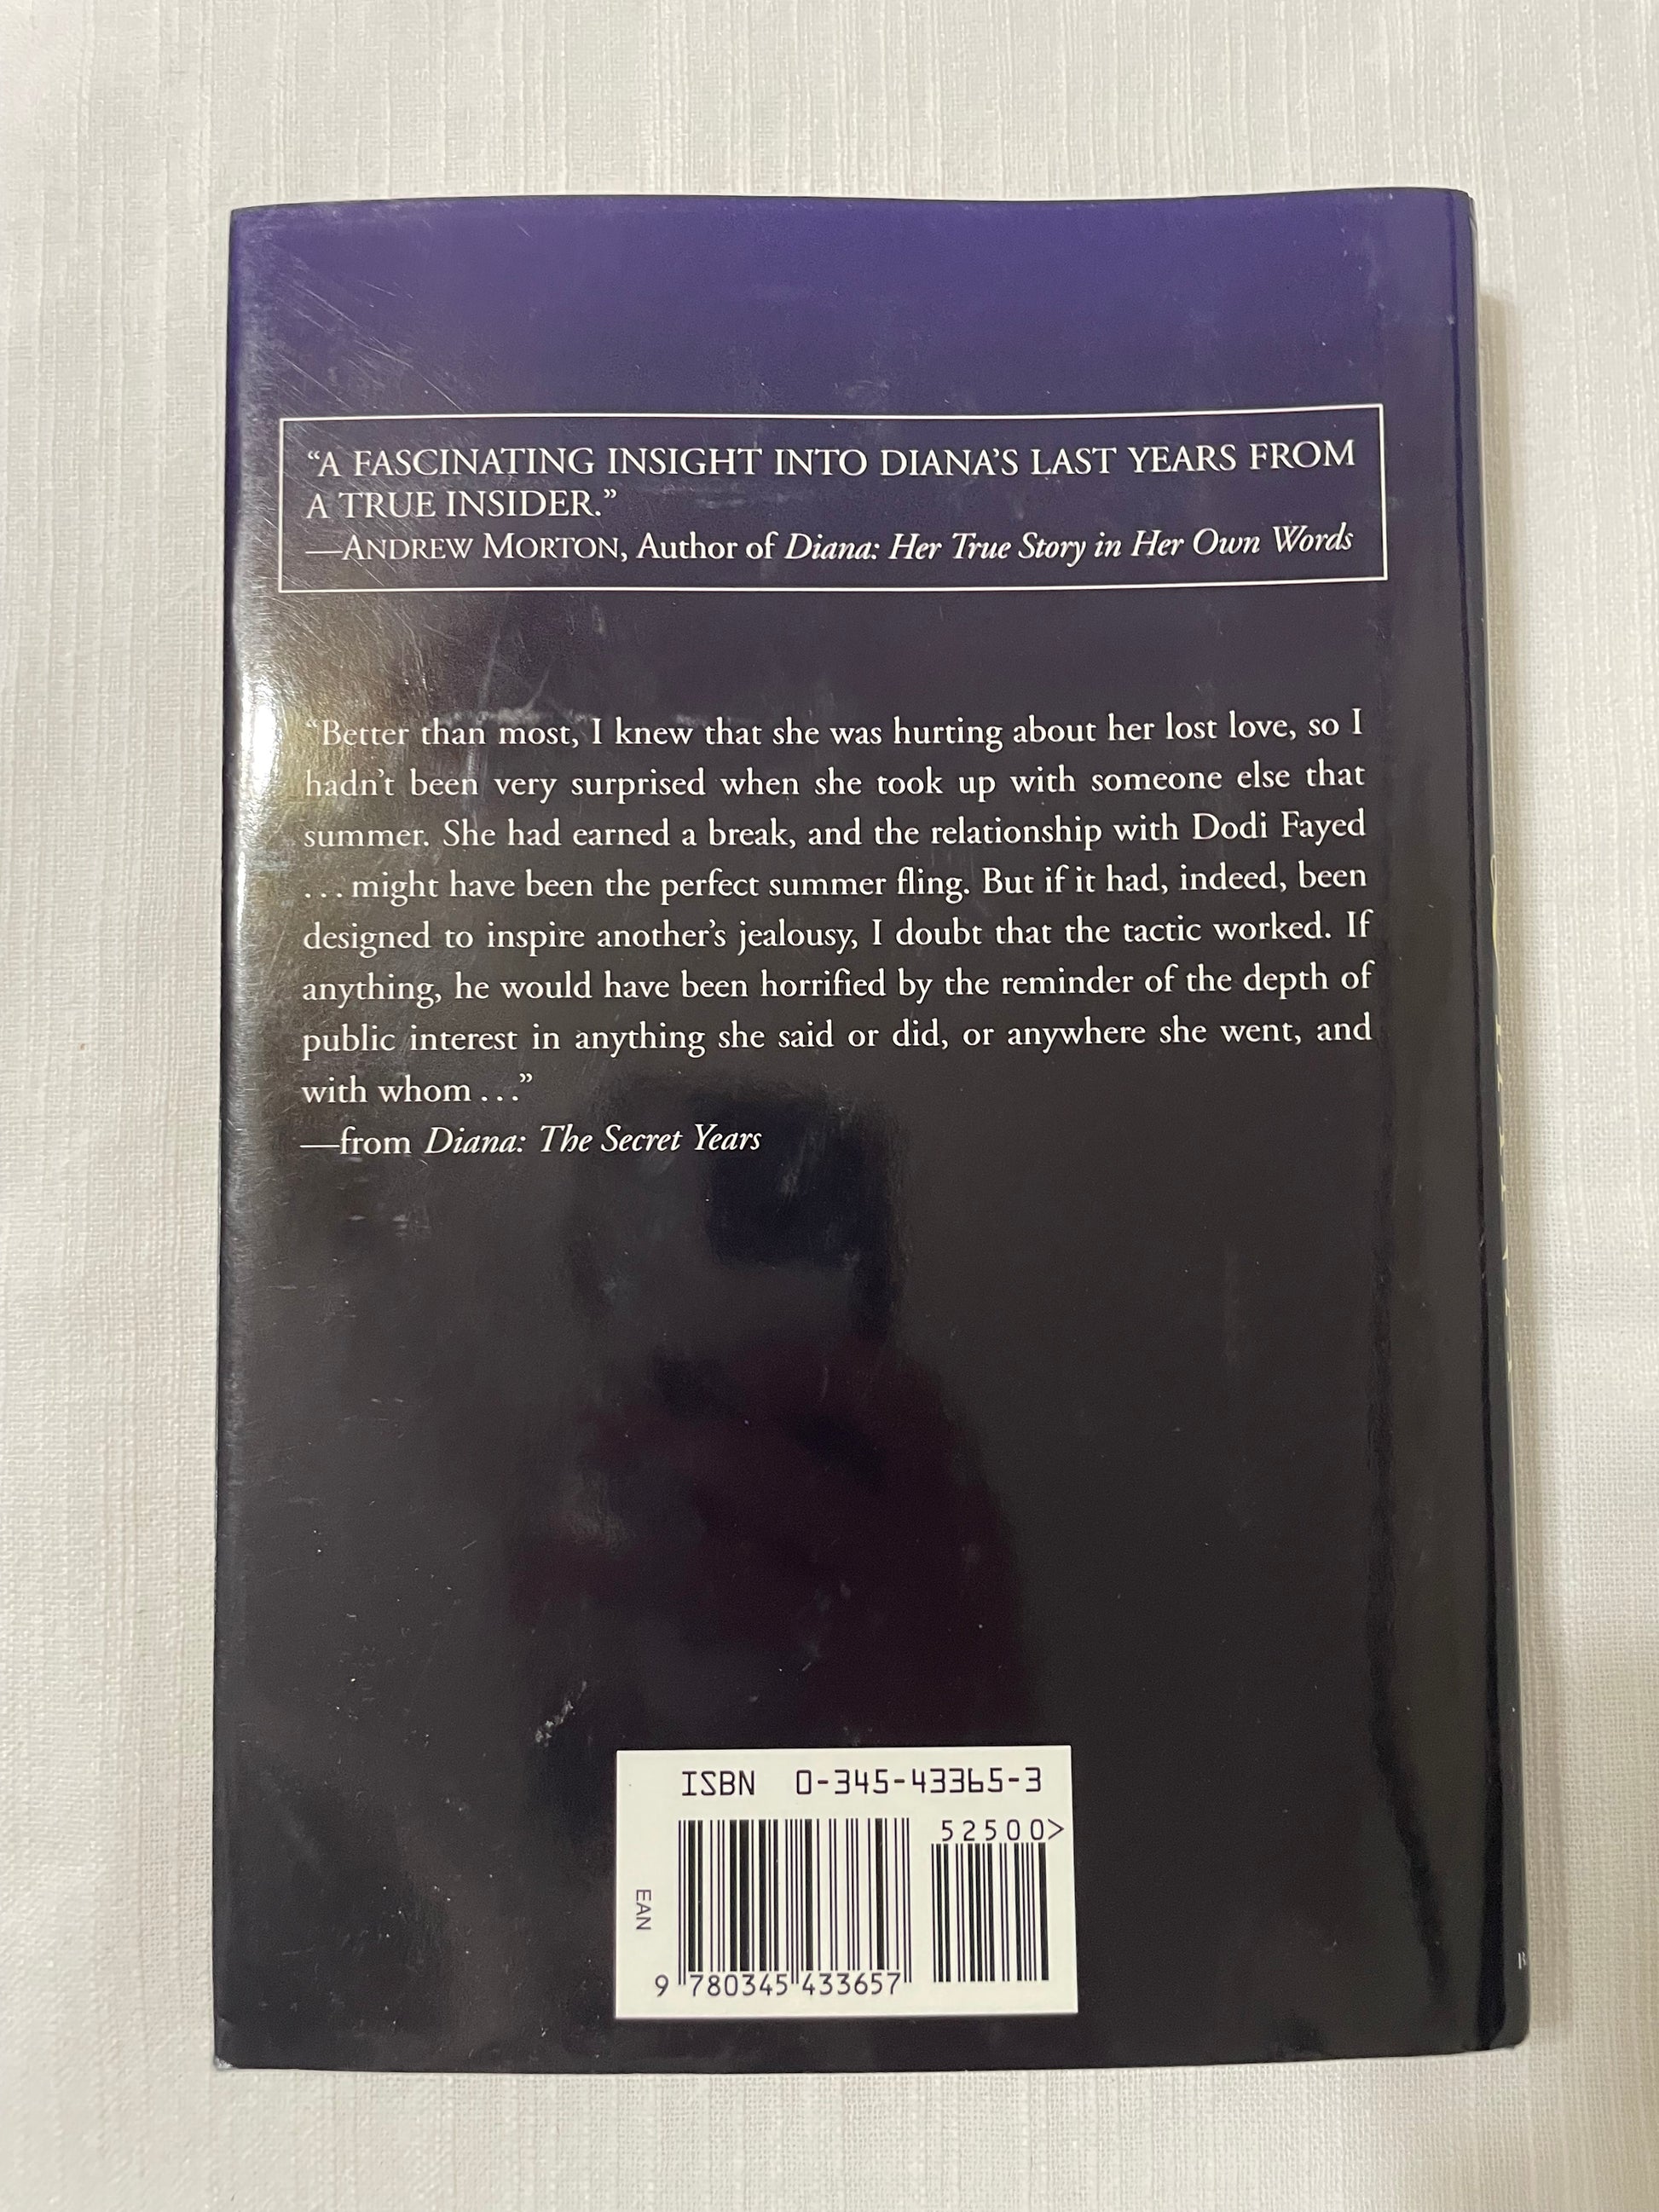 “A FASCINATING INSIGHT INTO DIANA’S LAST YEARS FROM
A TRUE INSIDER.”
—ANDREW MORTON, Author of Diana: Her True Story in Her Own Words
“Better than most, I knew that she was hurting about her lost love, so I
hadn’t been very surprised when she took up with someone else that
summer. She had earned a break, and the relationship with Dodi Fayed
. . . might have been the perfect summer fling. But if it had, indeed, been
designed to inspire another’s jealousy, I doubt that the tactic worked. If
anything, he would have been horrified by the reminder of the depth of
public interest in anything she said or did, or anywhere she went, and
with whom . . .”
—from Diana: The Secret Years
ISBN 0-345-43365-3
52500>
EAN
9 780345 433657